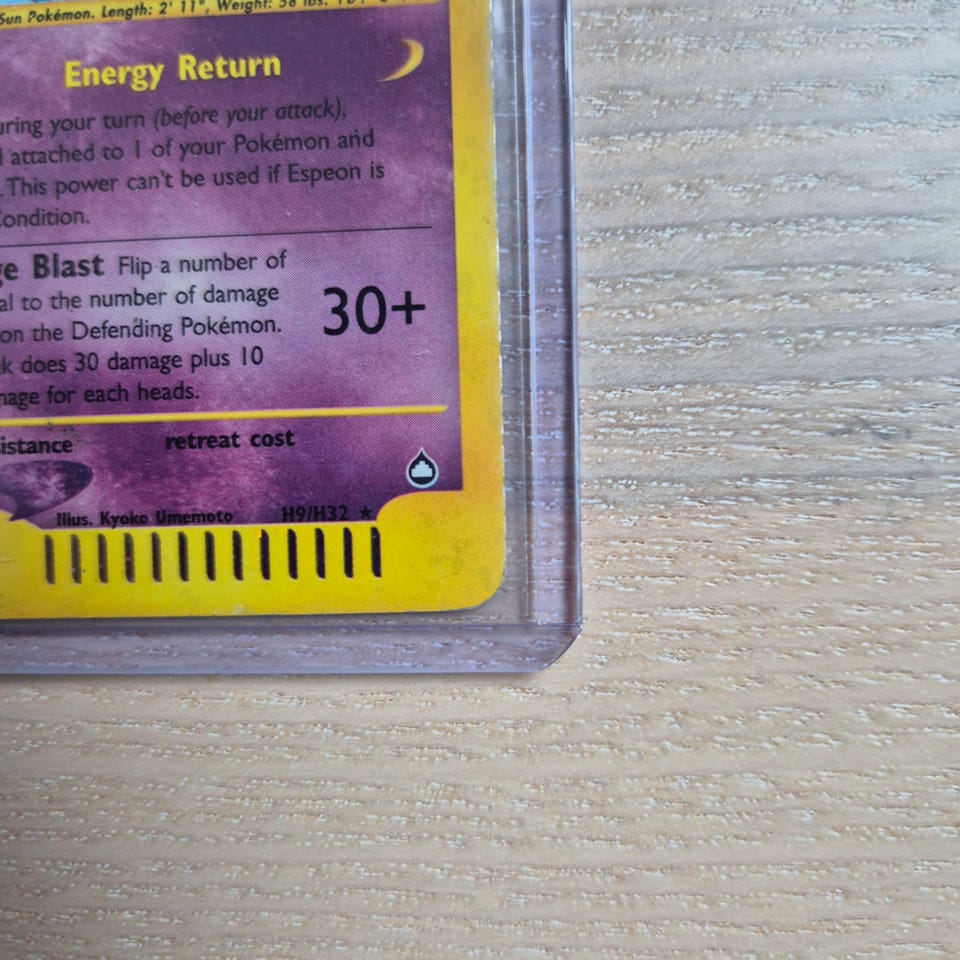 Sun Pokémon. Length: 2' 11", Weight: 58 lbs.
Energy Return
uring your turn (before your attack),
attached to 1 of your Pokémon and
. This power can't be used if Espeon is
Condition.
ge Blast Flip a number of
al to the number of damage
on the Defending Pokémon.
30+
k does 30 damage plus 10
mage for each heads.
istance retreat cost
Illus. Kyoko Umemoto H9/H32 ★